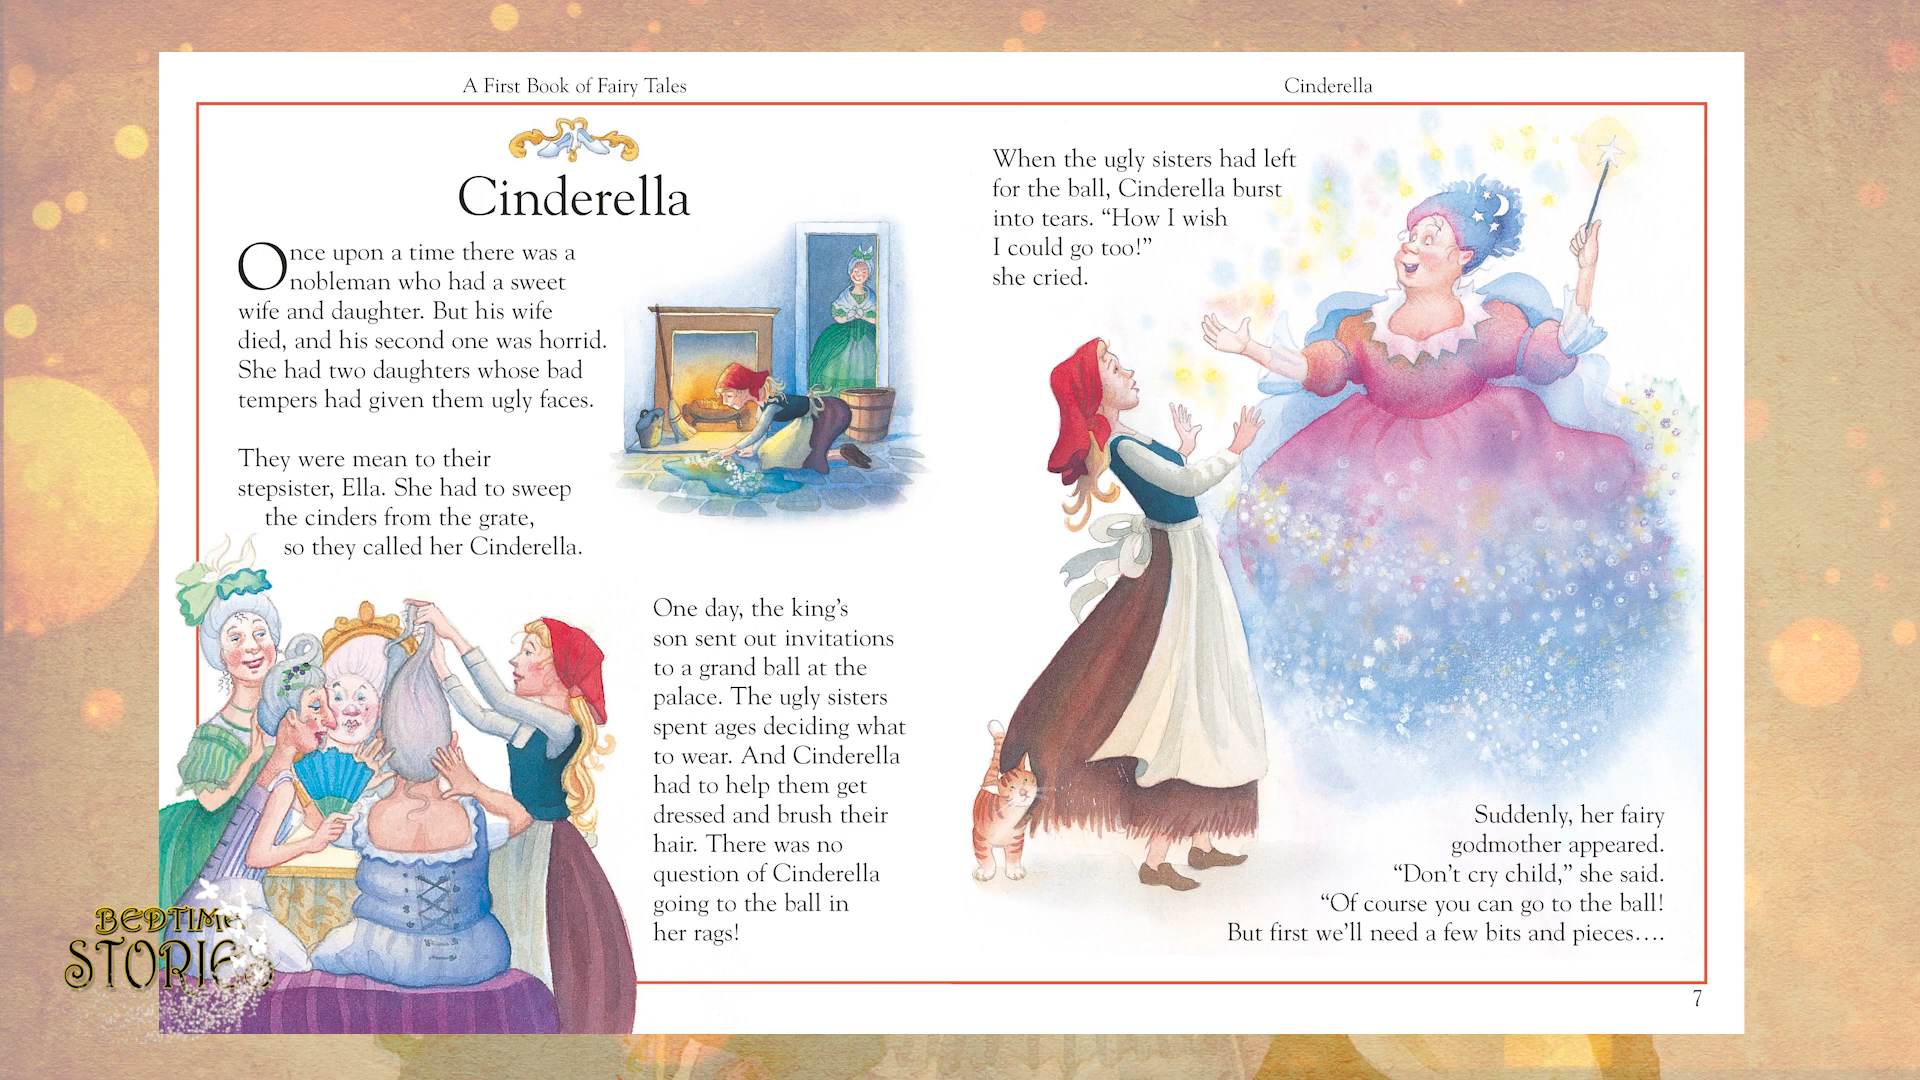 A First Book of Fairy Tales
Cinderella
Once upon a time there was a
nobleman who had a sweet
wife and daughter. But his wife
died, and his second one was horrid.
She had two daughters whose bad
tempers had given them ugly faces.
They were mean to their
stepsister, Ella. She had to sweep
the cinders from the grate,
so they called her Cinderella.
One day, the king’s
son sent out invitations
to a grand ball at the
palace. The ugly sisters
spent ages deciding what
to wear. And Cinderella
had to help them get
dressed and brush their
hair. There was no
question of Cinderella
going to the ball in
her rags!
BEDTIME
STORIES
Cinderella
When the ugly sisters had left
for the ball, Cinderella burst
into tears. “How I wish
I could go too!”
she cried.
Suddenly, her fairy
godmother appeared.
“Don’t cry child,” she said.
“Of course you can go to the ball!
But first we’ll need a few bits and pieces….
7